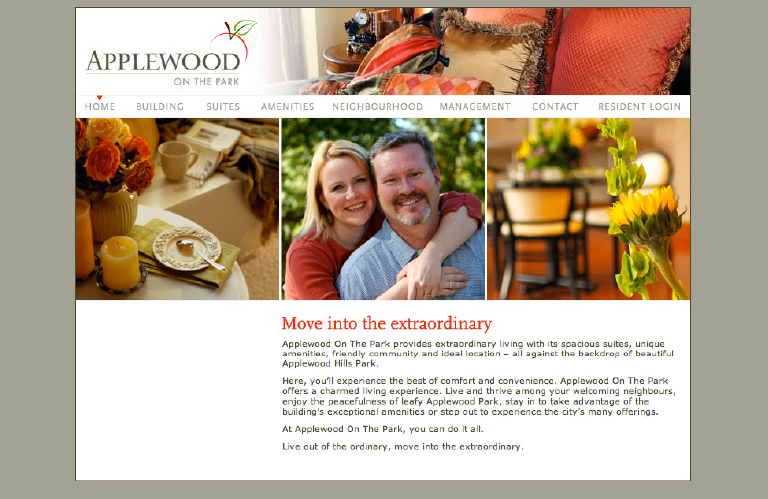 APPLEWOOD
ON THE PARK
HOME BUILDING SUITES AMENITIES NEIGHBOURHOOD MANAGEMENT CONTACT RESIDENT LOGIN
Move into the extraordinary
Applewood On The Park provides extraordinary living with its spacious suites, unique
amenities, friendly community and ideal location – all against the backdrop of beautiful
Applewood Hills Park.
Here, you'll experience the best of comfort and convenience. Applewood On The Park
offers a charmed living experience. Live and thrive among your welcoming neighbours,
enjoy the peacefulness of leafy Applewood Park, stay in to take advantage of the
building's exceptional amenities or step out to experience the city's many offerings.
At Applewood On The Park, you can do it all.
Live out of the ordinary, move into the extraordinary.